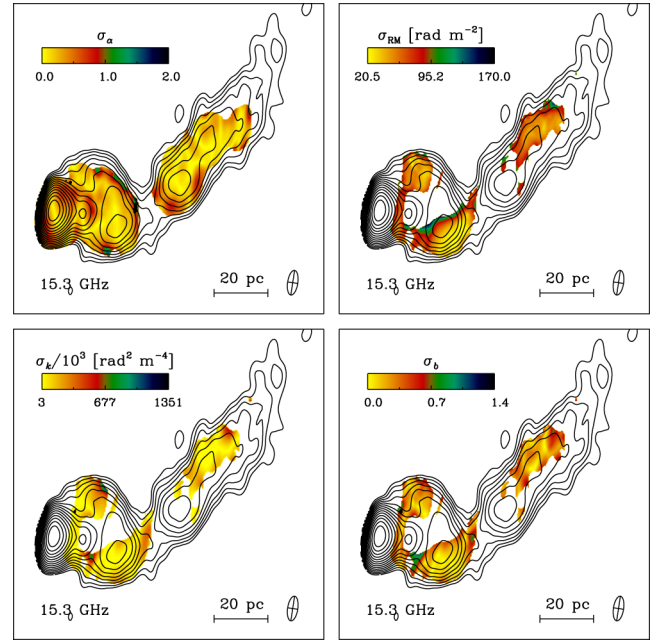 σα
0.0 1.0 2.0
15.3 GHz
20 pc
σRM [rad m⁻²]
20.5 95.2 170.0
15.3 GHz
20 pc
σk/10³ [rad² m⁻⁴]
3 677 1351
15.3 GHz
20 pc
σb
0.0 0.7 1.4
15.3 GHz
20 pc